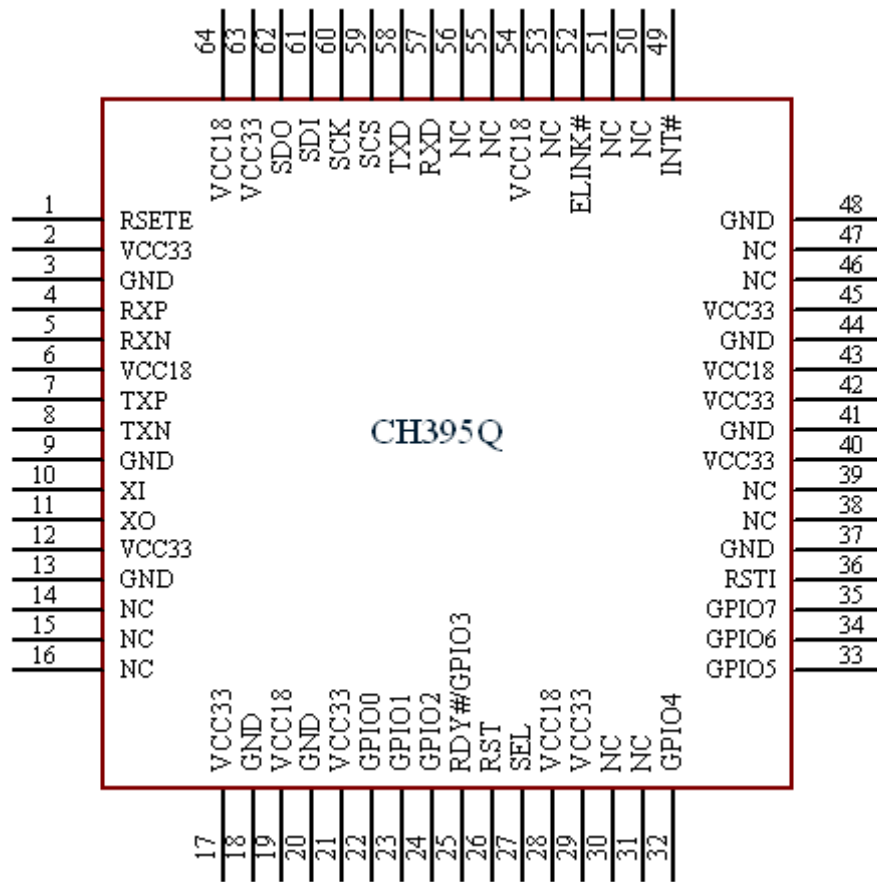 64 63 62 61 60 59 58 57 56 55 54 53 52 51 50 49
VCC18 VCC33 SDO SDI SCK SCS TXD RXD NC NC VCC18 NC ELINK# NC NC INT#
1 RSETE
2 VCC33
3 GND
4 RXP
5 RXN
6 VCC18
7 TXP
8 TXN
9 GND
10 XI
11 XO
12 VCC33
13 GND
14 NC
15 NC
16 NC
CH395Q
GND 48
NC 47
NC 46
VCC33 45
GND 44
VCC18 43
VCC33 42
GND 41
VCC33 40
NC 39
NC 38
GND 37
RSTI 36
GPIO7 35
GPIO6 34
GPIO5 33
VCC33 GND VCC18 GND VCC33 GPIO0 GPIO1 GPIO2 RDY#/GPIO3 RST SEL VCC18 VCC33 NC NC GPIO4
17 18 19 20 21 22 23 24 25 26 27 28 29 30 31 32